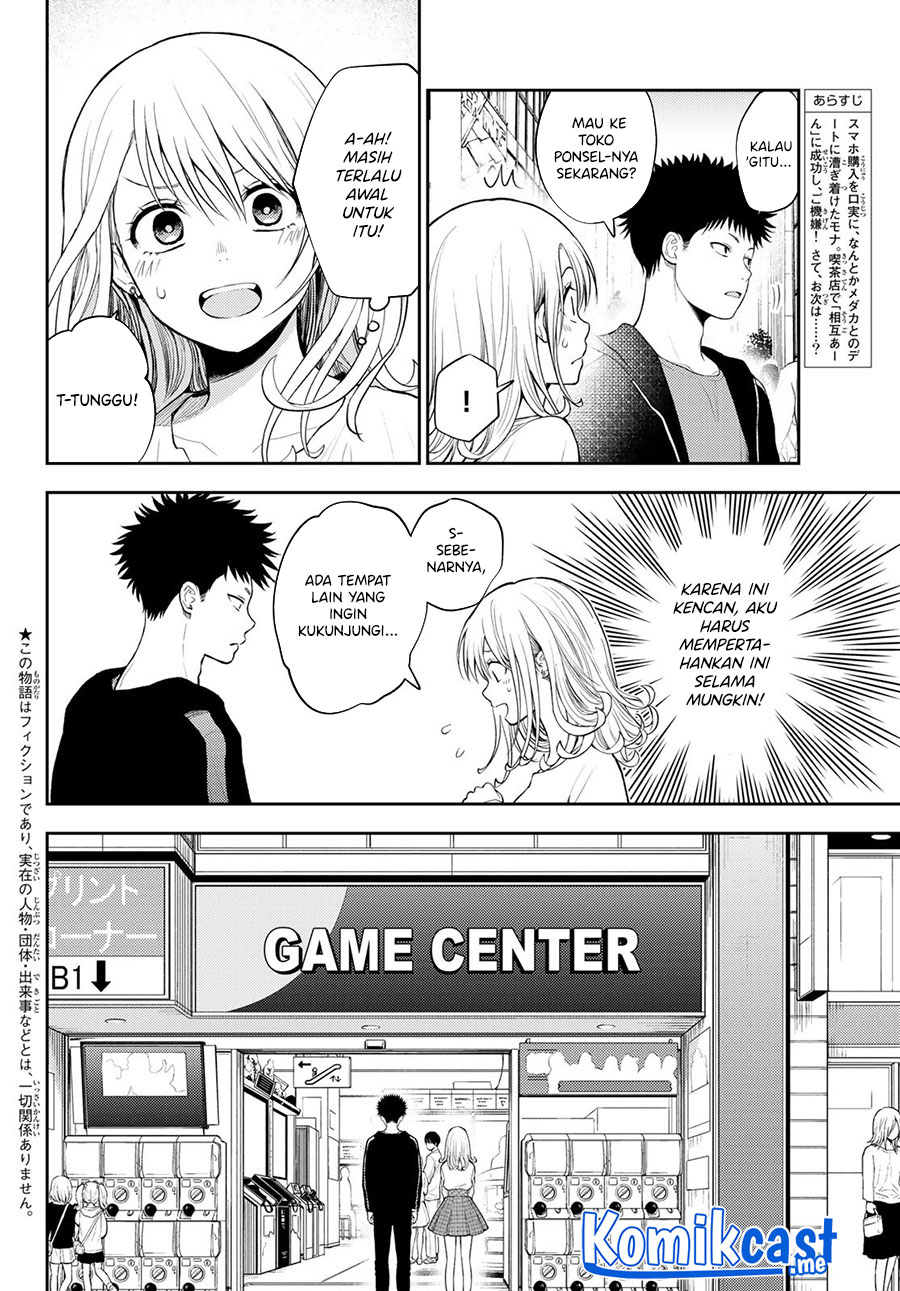 あらすじ
スマホ購入を口実に、なんとかメダカとのデ
ートに漕ぎ着けたモナ。喫茶店で「相互あー
ん」に成功し、ご機嫌！ さて、お次は……？
KALAU
'GITU...
MAU KE
TOKO
PONSEL-NYA
SEKARANG?
!
A-AH!
MASIH
TERLALU
AWAL
UNTUK
ITU!
T-TUNGGU!
KARENA INI
KENCAN, AKU
HARUS
MEMPERTA-
HANKAN INI
SELAMA
MUNGKIN!
S-
SEBE-
NARNYA,
ADA TEMPAT
LAIN YANG
INGIN
KUKUNJUNGI...
プリント
コーナー
B1
GAME CENTER
★この物語はフィクションであり、実在の人物・団体・出来事などとは、一切関係ありません。
Komikcast
.me